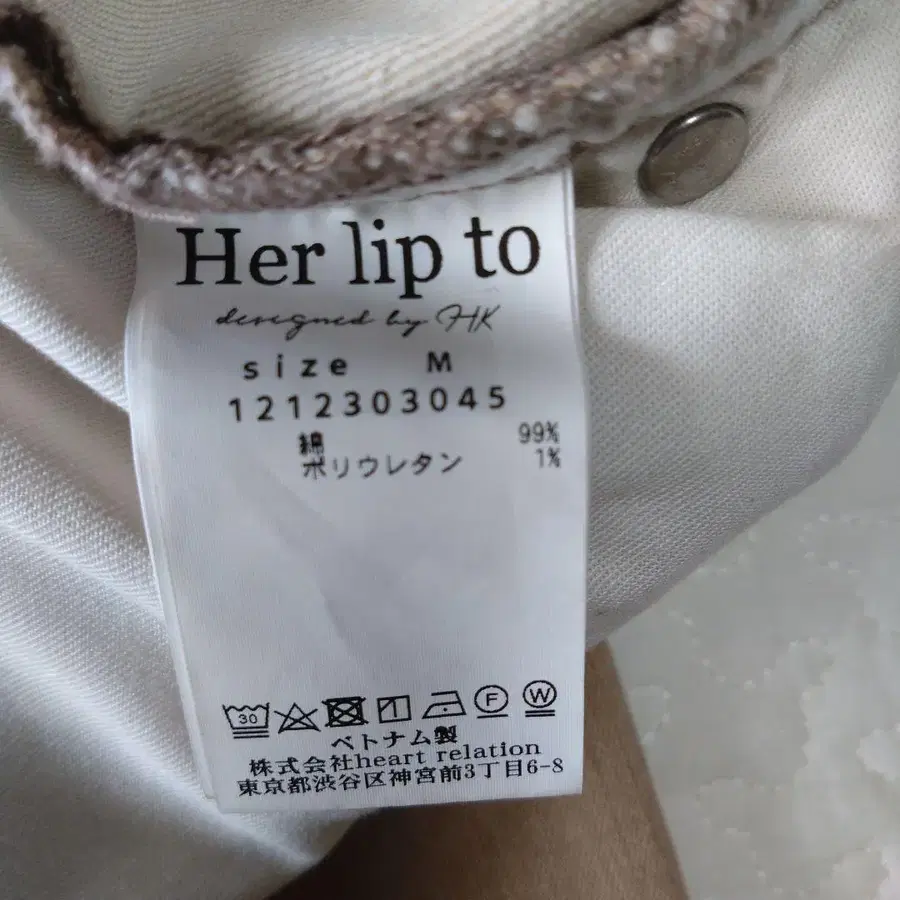 Her lip to
designed by HK
size M
1212303045
綿 99%
ポリウレタン 1%
30 F W
ベトナム製
株式会社heart relation
東京都渋谷区神宮前3丁目6-8